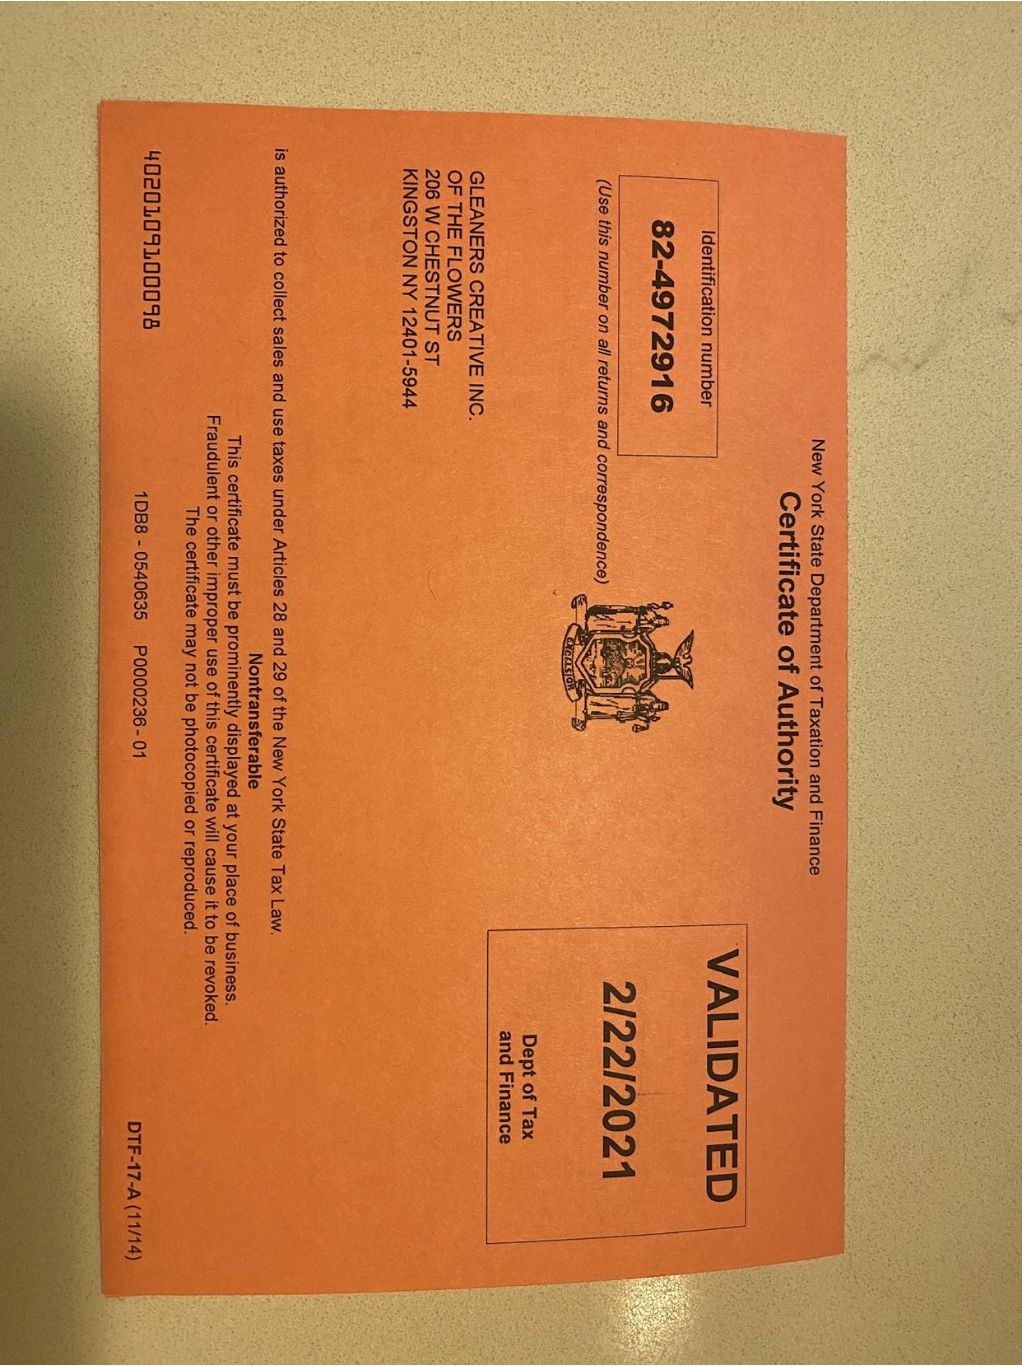 New York State Department of Taxation and Finance
Certificate of Authority
Identification number
82-4972916
(Use this number on all returns and correspondence)
EXCELSIOR
VALIDATED
2/22/2021
Dept of Tax
and Finance
GLEANERS CREATIVE INC.
OF THE FLOWERS
206 W CHESTNUT ST
KINGSTON NY 12401-5944
is authorized to collect sales and use taxes under Articles 28 and 29 of the New York State Tax Law.
Nontransferable
This certificate must be prominently displayed at your place of business.
Fraudulent or other improper use of this certificate will cause it to be revoked.
The certificate may not be photocopied or reproduced.
4020109100098
1DB8 - 0540635 P0000236 - 01
DTF-17-A (11/14)